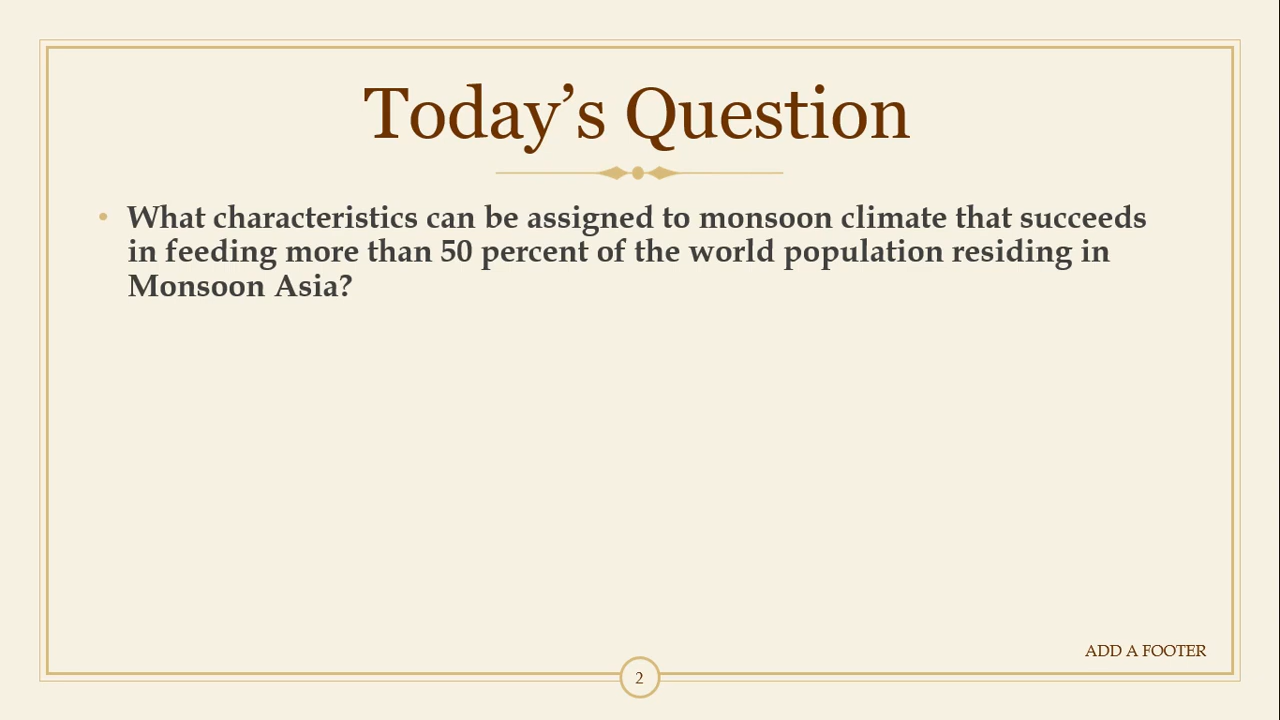 Today’s Question
• What characteristics can be assigned to monsoon climate that succeeds
in feeding more than 50 percent of the world population residing in
Monsoon Asia?
ADD A FOOTER
2